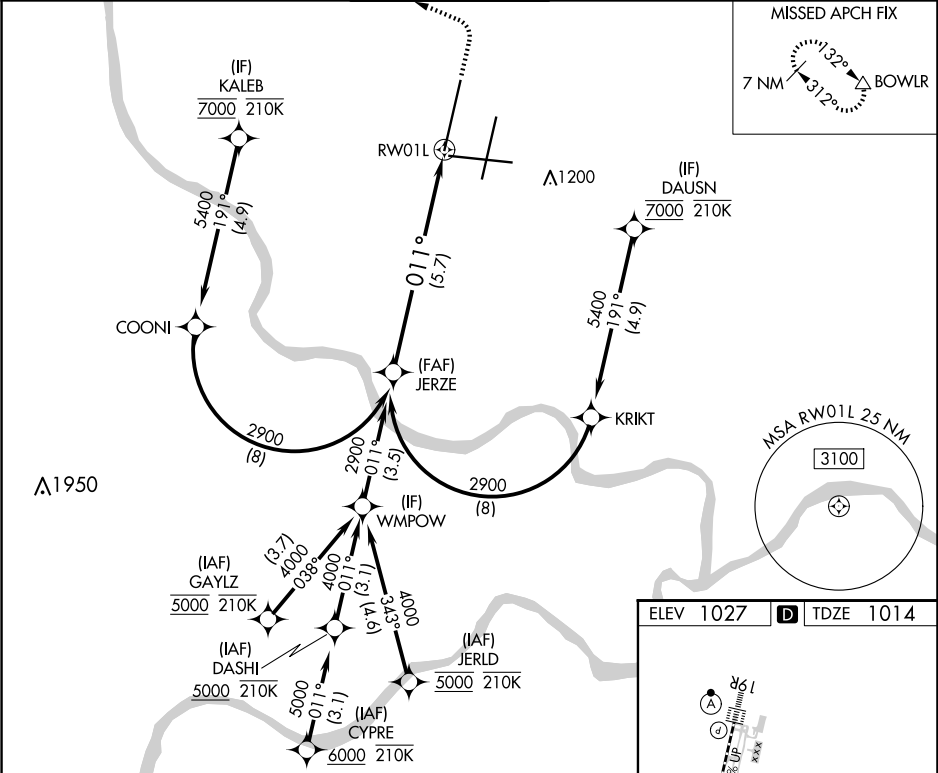 MISSED APCH FIX
132°
7 NM
312°
BOWLR
(IF)
KALEB
7000 210K
5400
191°
(4.9)
COONI
2900
(8)
RW01L
011°
(5.7)
1200
(IF)
DAUSN
7000 210K
5400
191°
(4.9)
KRIKT
2900
(8)
(FAF)
JERZE
2900
011°
(3.5)
(IF)
WMPOW
1950
(3.7)
4000
038°
4000
011°
(3.1)
4000
343°
(4.6)
(IAF)
GAYLZ
5000 210K
(IAF)
DASHI
5000 210K
(IAF)
JERLD
5000 210K
5000
011°
(3.1)
(IAF)
CYPRE
6000 210K
MSA RW01L 25 NM
3100
ELEV 1027 D TDZE 1014
19R
A
P
% UP
XXX